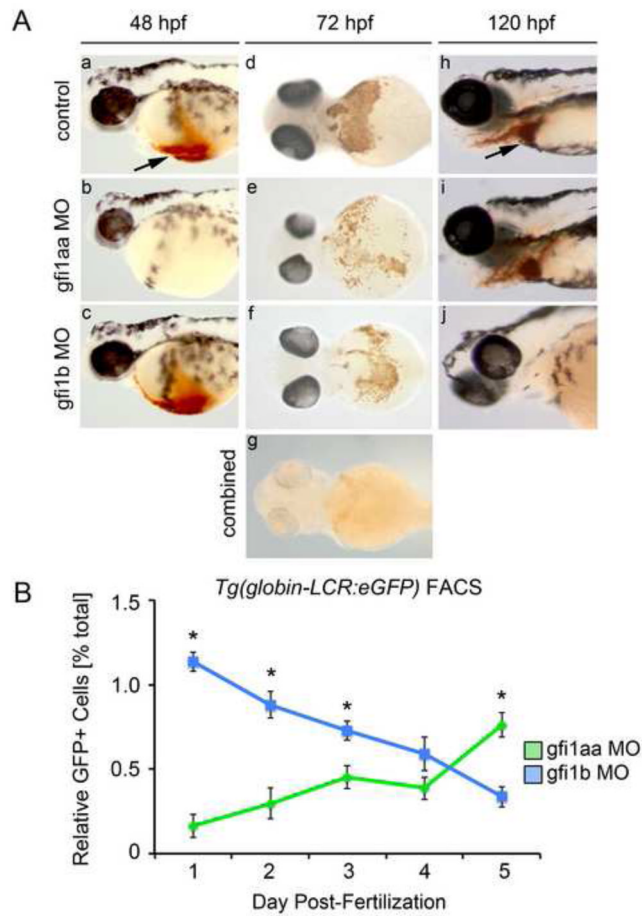 A
48 hpf
72 hpf
120 hpf
control
a
d
h
gfi1aa MO
b
e
i
gfi1b MO
c
f
j
combined
g
B
Tg(globin-LCR:eGFP) FACS
Relative GFP+ Cells [% total]
1.5
1.0
0.5
0
*
*
*
*
gfi1aa MO
gfi1b MO
1 2 3 4 5
Day Post-Fertilization